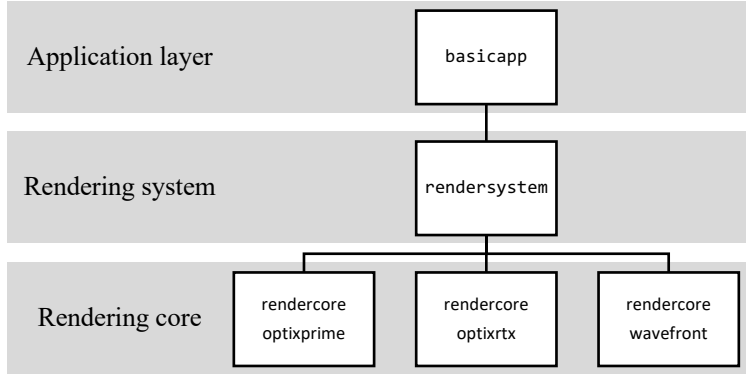 Application layer
basicapp
Rendering system
rendersystem
Rendering core
rendercore
optixprime
rendercore
optixrtx
rendercore
wavefront